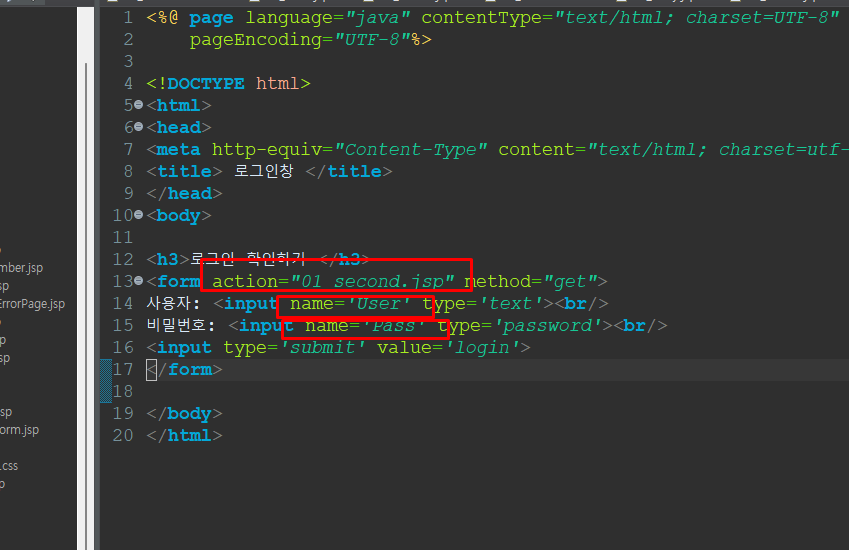 1 <%@ page language="java" contentType="text/html; charset=UTF-8"
2 pageEncoding="UTF-8"%>
3
4 <!DOCTYPE html>
5 <html>
6 <head>
7 <meta http-equiv="Content-Type" content="text/html; charset=utf-
8 <title> 로그인창 </title>
9 </head>
10 <body>
11
12 <h3>로그인 확인하기 </h3>
mber.jsp
13 <form action="01_second.jsp" method="get">
sp
14 사용자: <input name='User' type='text'><br/>
ErrorPage.jsp
15 비밀번호: <input name='Pass' type='password'><br/>
16 <input type='submit' value='login'>
sp
17 </form>
18
19 </body>
sp
20 </html>
orm.jsp
.css